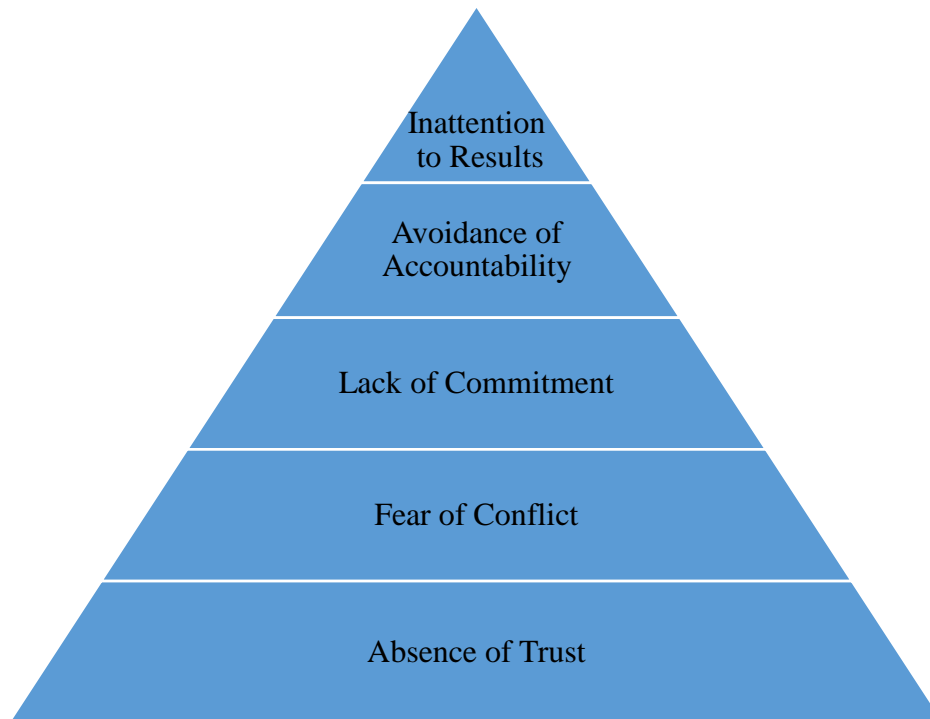 Inattention
to Results
Avoidance of
Accountability
Lack of Commitment
Fear of Conflict
Absence of Trust